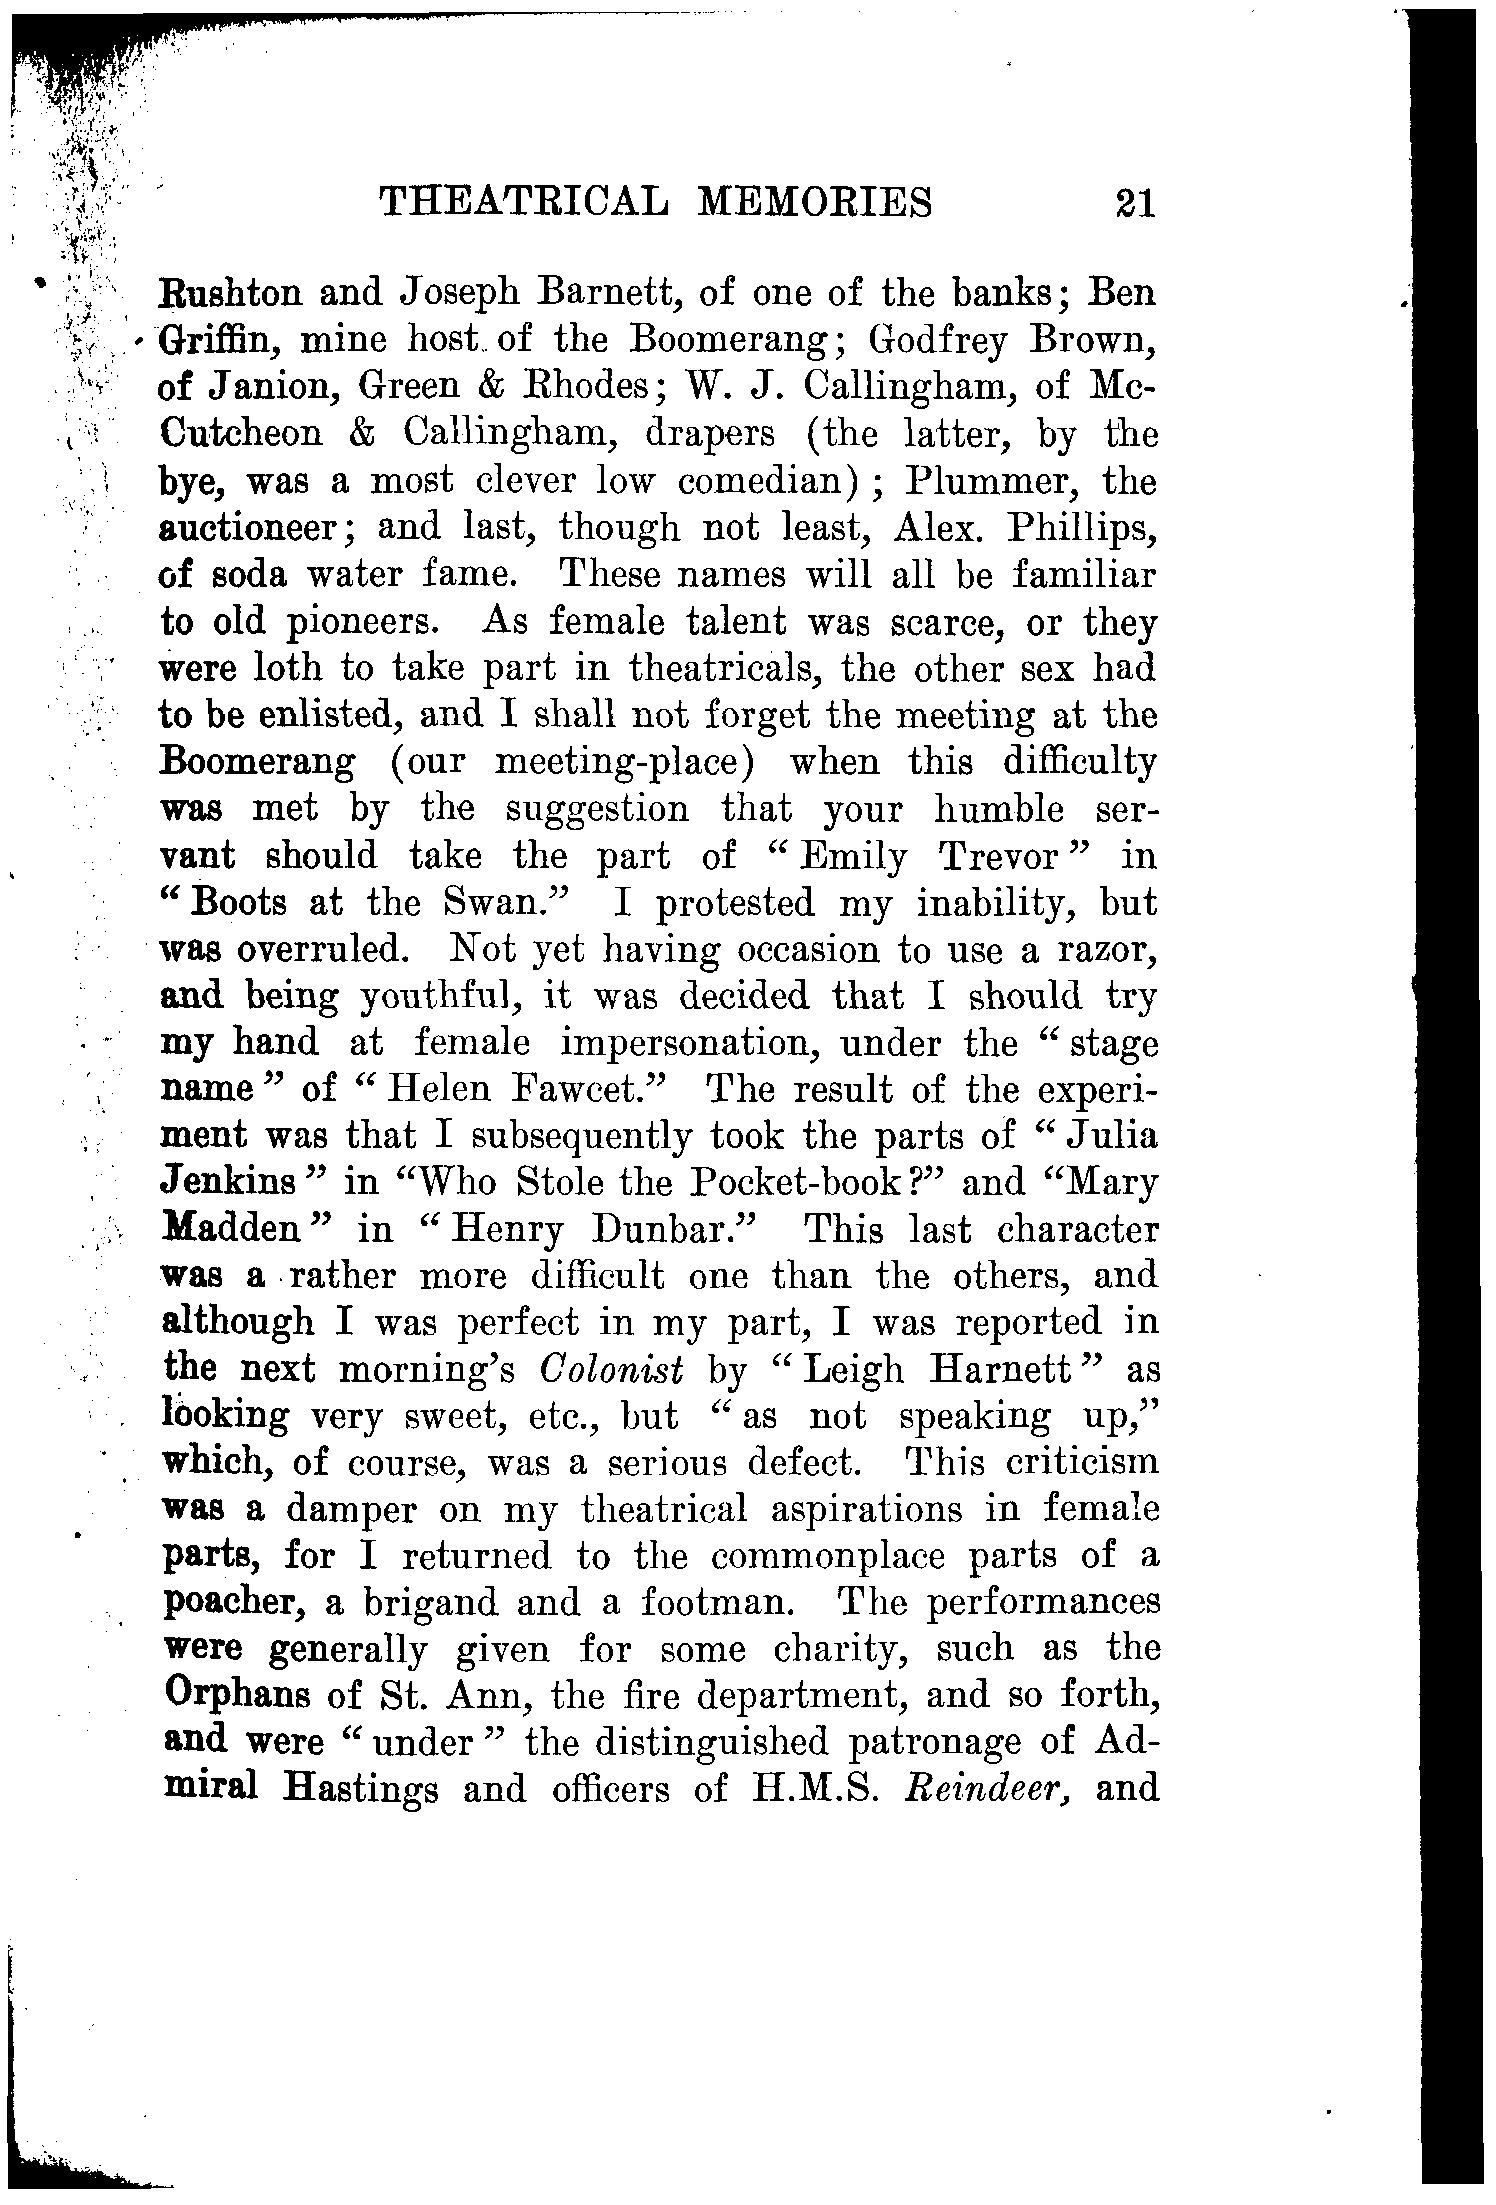 THEATRICAL MEMORIES 21
Rushton and Joseph Barnett, of one of the banks; Ben
Griffin, mine host of the Boomerang; Godfrey Brown,
of Janion, Green & Rhodes; W. J. Callingham, of Mc-
Cutcheon & Callingham, drapers (the latter, by the
bye, was a most clever low comedian) ; Plummer, the
auctioneer; and last, though not least, Alex. Phillips,
of soda water fame. These names will all be familiar
to old pioneers. As female talent was scarce, or they
were loth to take part in theatricals, the other sex had
to be enlisted, and I shall not forget the meeting at the
Boomerang (our meeting-place) when this difficulty
was met by the suggestion that your humble ser-
vant should take the part of " Emily Trevor " in
" Boots at the Swan." I protested my inability, but
was overruled. Not yet having occasion to use a razor,
and being youthful, it was decided that I should try
my hand at female impersonation, under the " stage
name " of " Helen Fawcet." The result of the experi-
ment was that I subsequently took the parts of " Julia
Jenkins " in "Who Stole the Pocket-book?" and "Mary
Madden " in " Henry Dunbar." This last character
was a rather more difficult one than the others, and
although I was perfect in my part, I was reported in
the next morning's Colonist by " Leigh Harnett " as
looking very sweet, etc., but " as not speaking up,"
which, of course, was a serious defect. This criticism
was a damper on my theatrical aspirations in female
parts, for I returned to the commonplace parts of a
poacher, a brigand and a footman. The performances
were generally given for some charity, such as the
Orphans of St. Ann, the fire department, and so forth,
and were " under " the distinguished patronage of Ad-
miral Hastings and officers of H.M.S. Reindeer, and